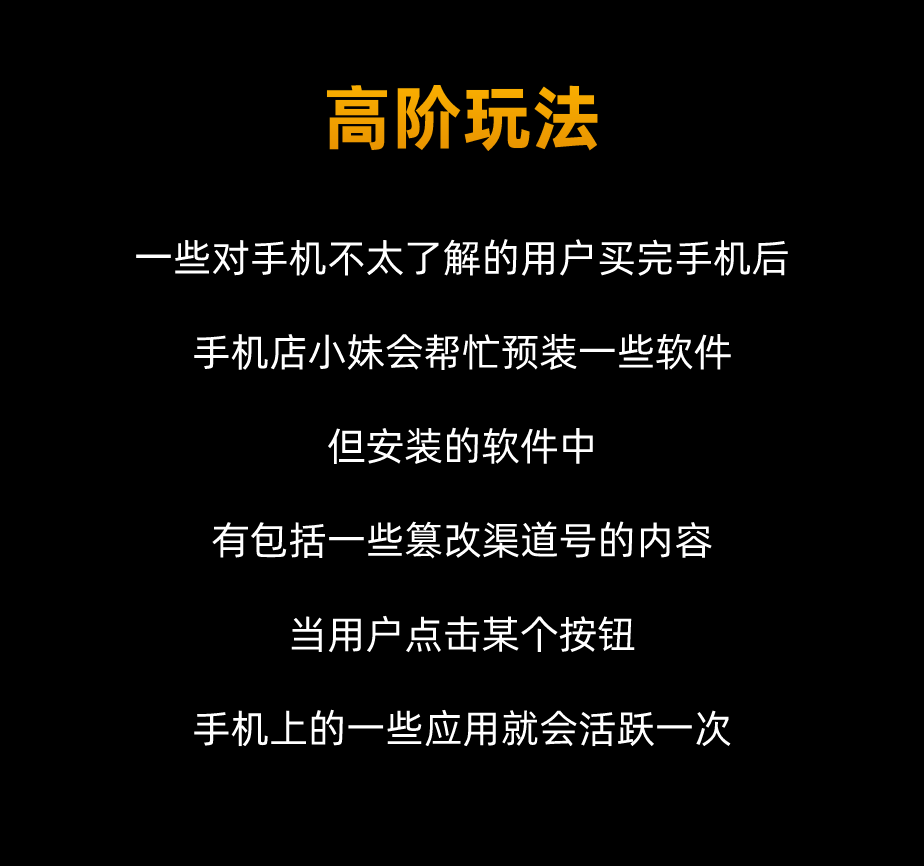 高阶玩法
一些对手机不太了解的用户买完手机后
手机店小妹会帮忙预装一些软件
但安装的软件中
有包括一些篡改渠道号的内容
当用户点击某个按钮
手机上的一些应用就会活跃一次